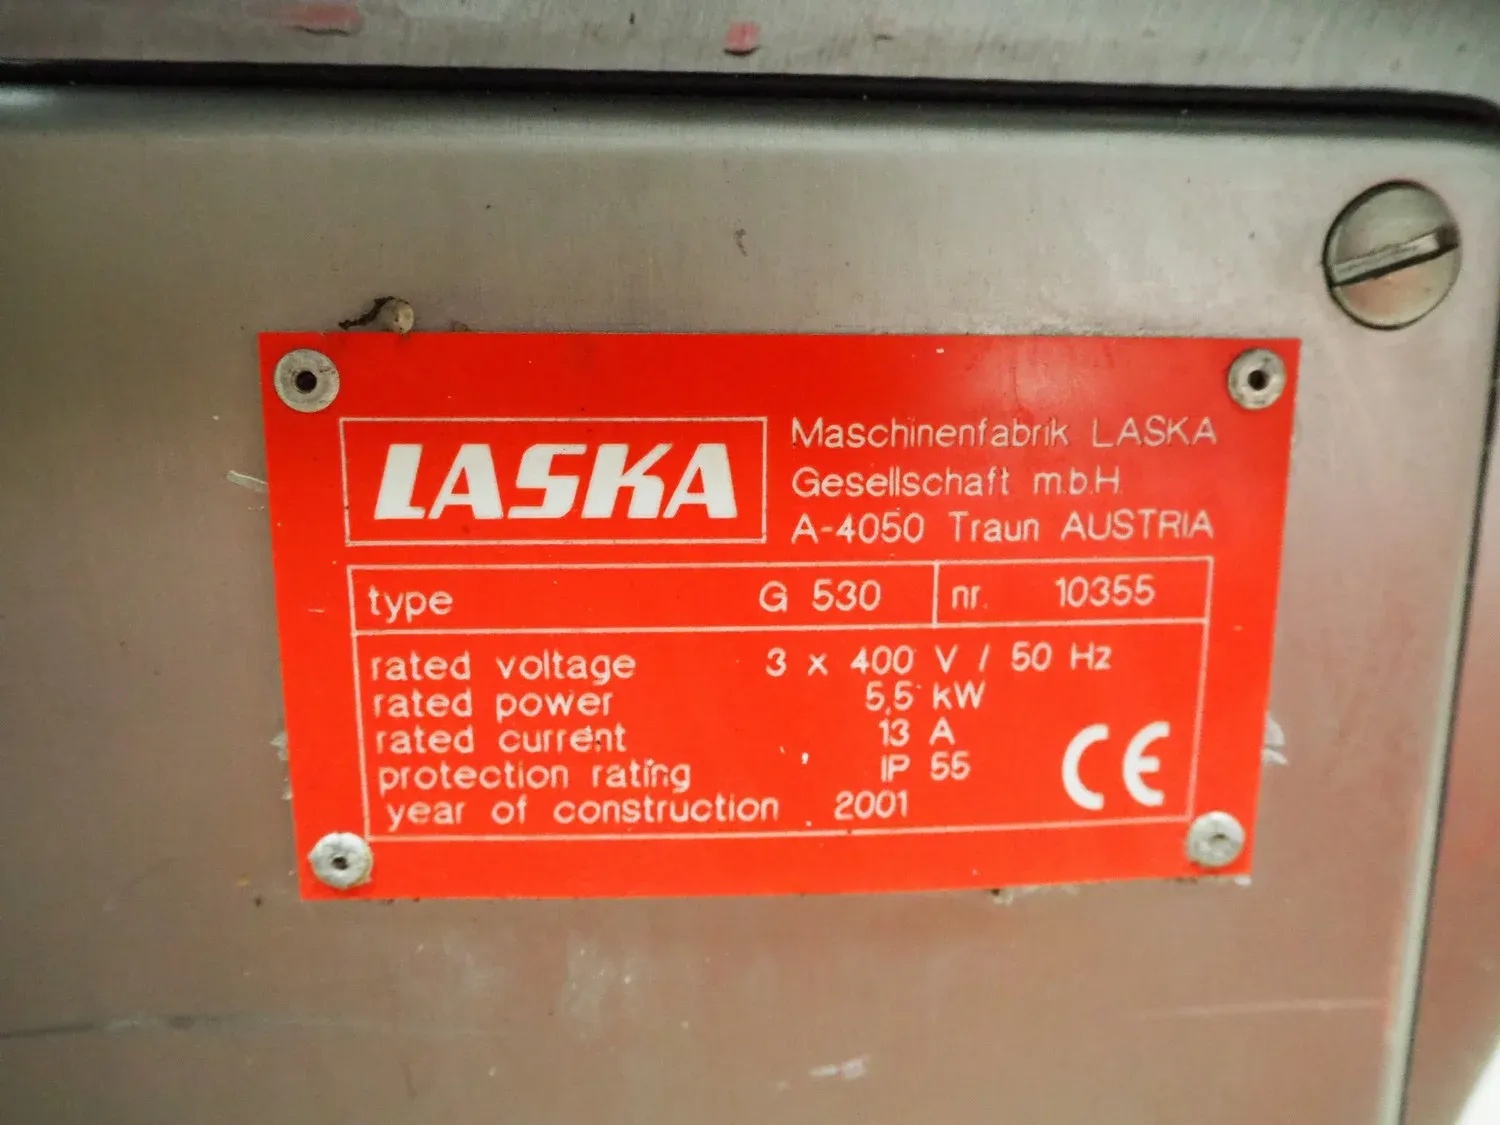 LASKA
Maschinenfabrik LASKA
Gesellschaft m.b.H.
A-4050 Traun AUSTRIA
type G 530 nr. 10355
rated voltage 3 x 400 V / 50 Hz
rated power 5,5 kW
rated current 13 A
protection rating IP 55
year of construction 2001
CE